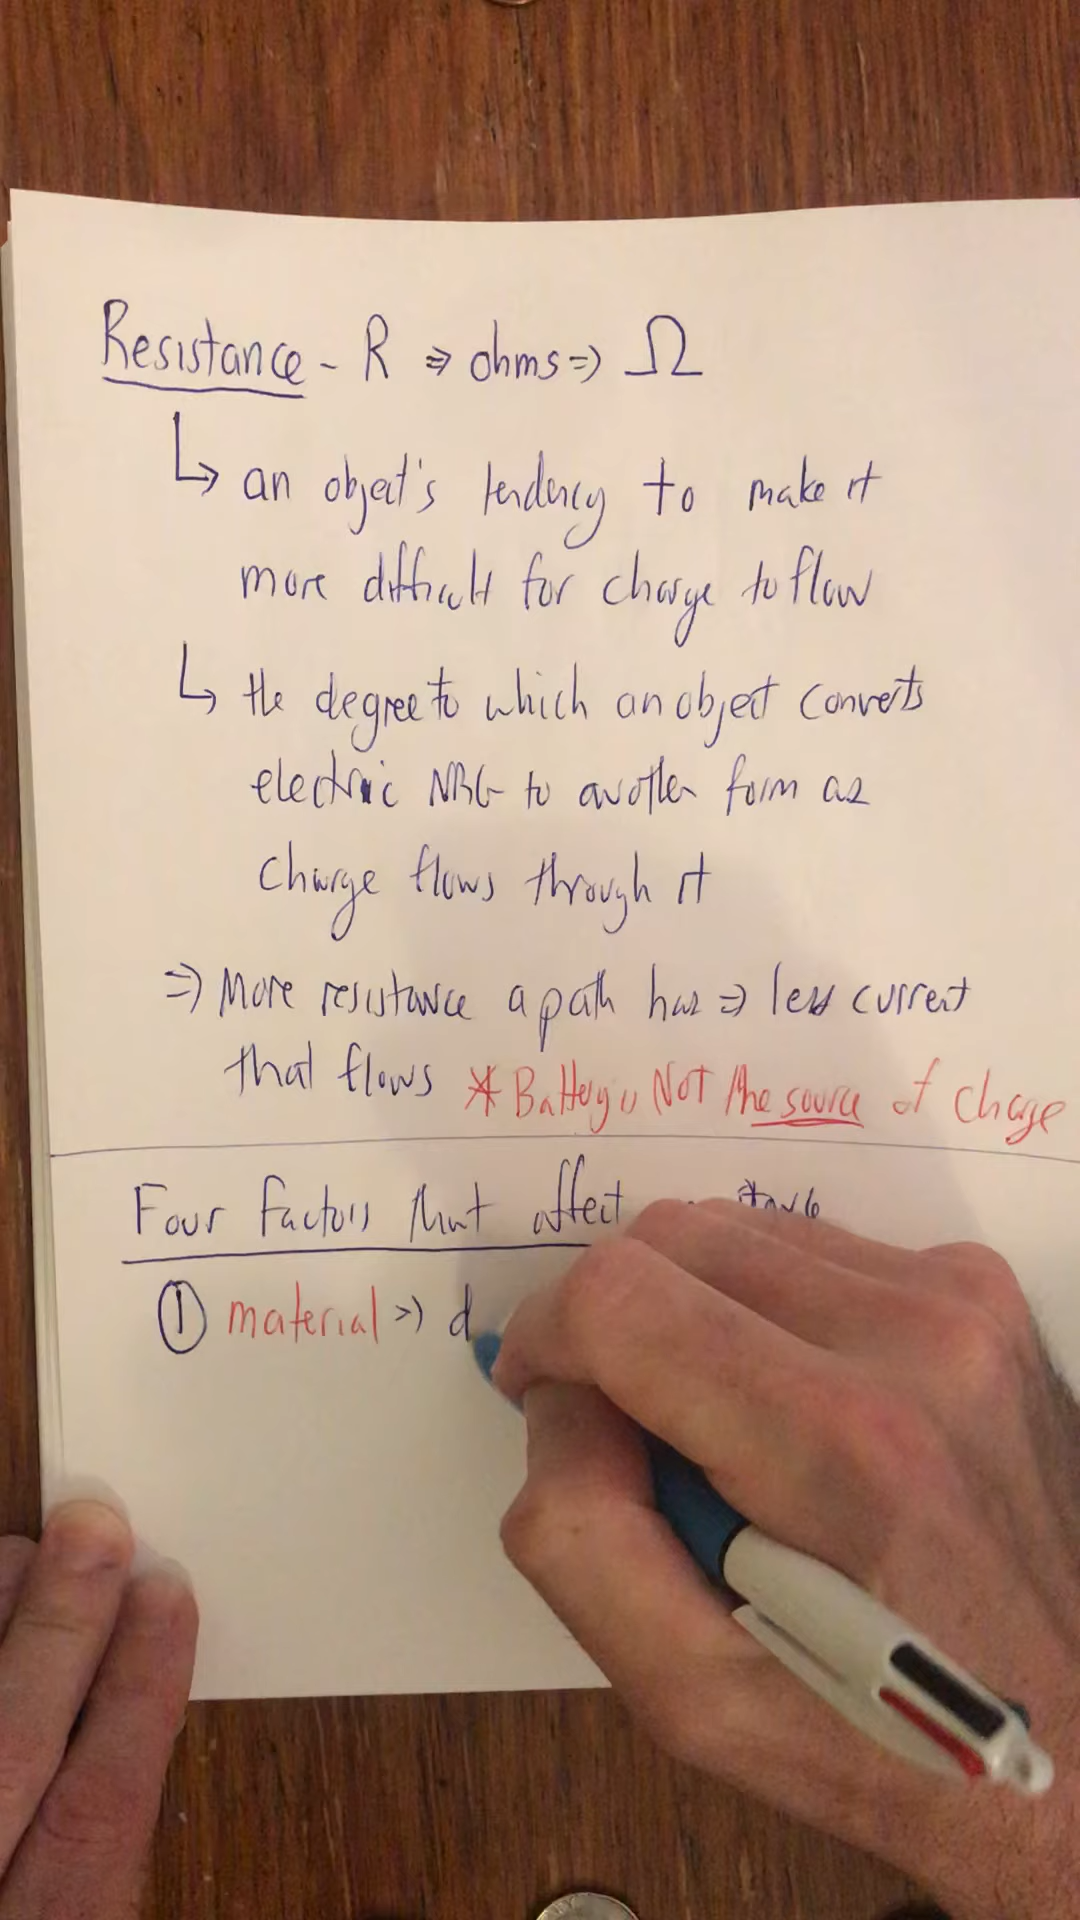 Resistance - R => ohms => Ω
↳ an object's tendency to make it
more difficult for charge to flow
↳ the degree to which an object converts
electric NRG to another form as
charge flows through it
=> More resistance a path has => less current
that flows * Battery is NOT the source of charge
Four factors that affect
① material => d